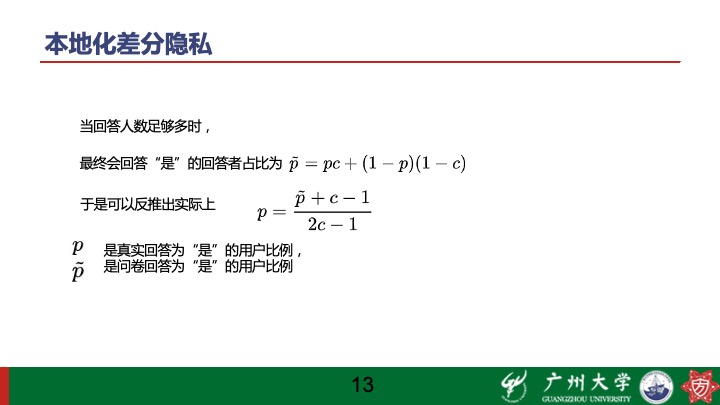 本地化差分隐私
当回答人数足够多时，
最终会回答“是”的回答者占比为 p̃ = pc + (1 − p)(1 − c)
于是可以反推出实际上 p = (p̃ + c − 1) / (2c − 1)
p 是真实回答为“是”的用户比例，
p̃ 是问卷回答为“是”的用户比例
13
广州大学
GUANGZHOU UNIVERSITY